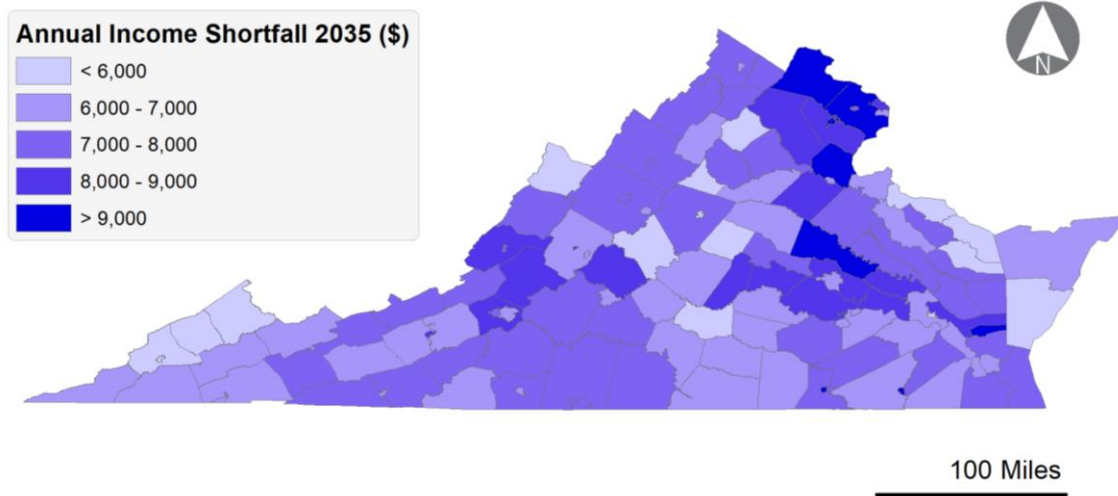 Annual Income Shortfall 2035 ($)
< 6,000
6,000 - 7,000
7,000 - 8,000
8,000 - 9,000
> 9,000
N
100 Miles